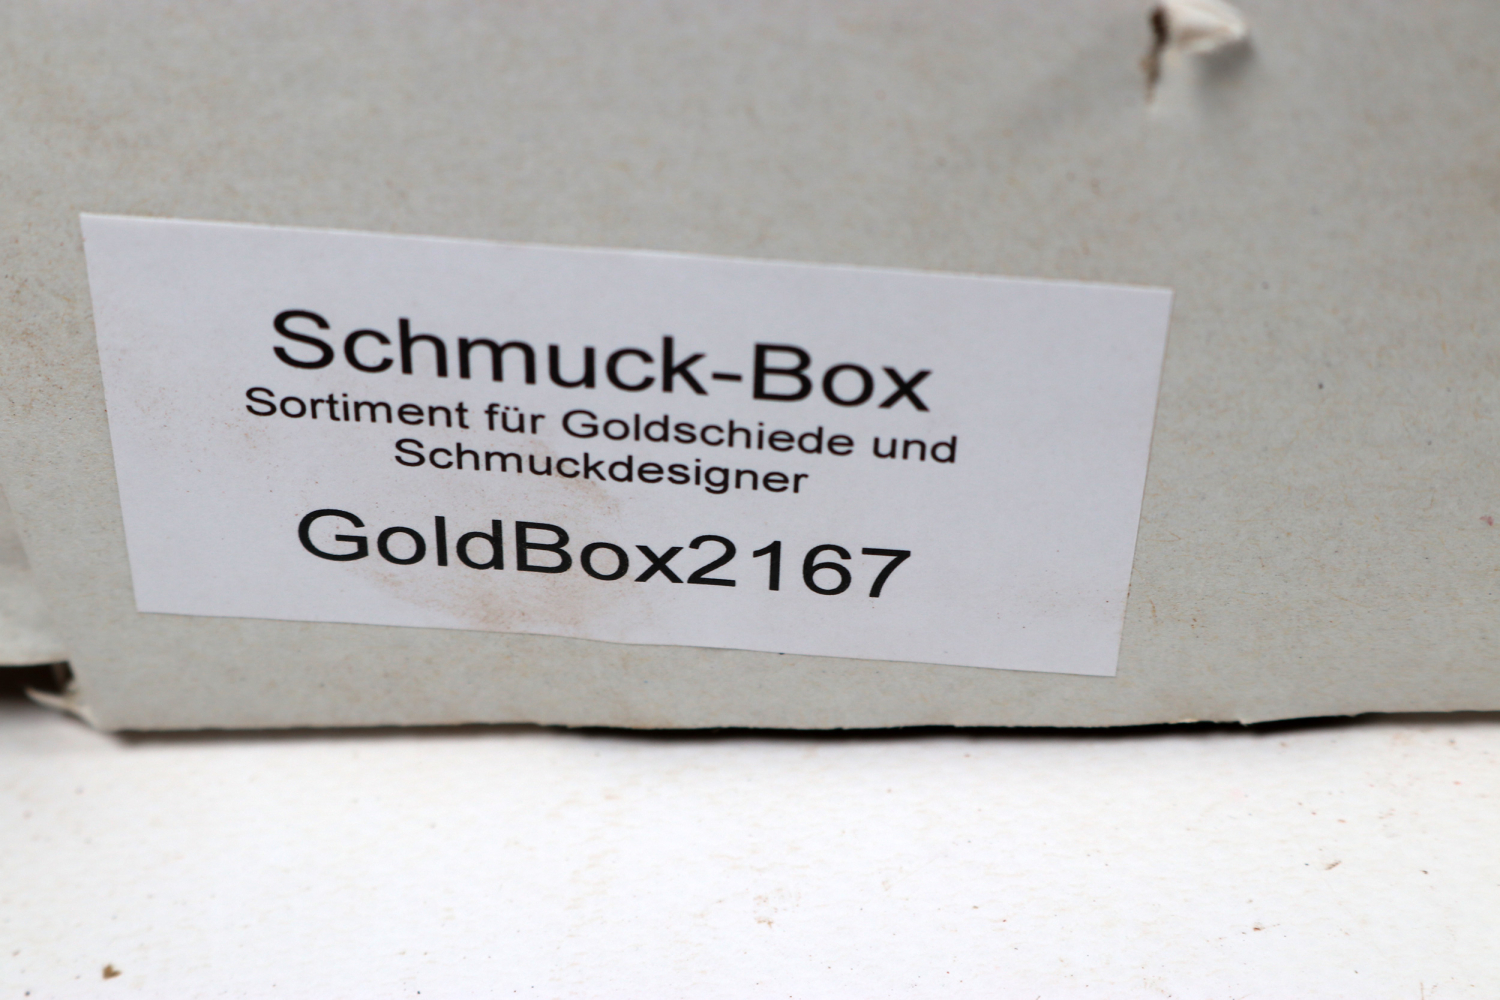 Schmuck-Box
Sortiment für Goldschiede und
Schmuckdesigner
GoldBox2167